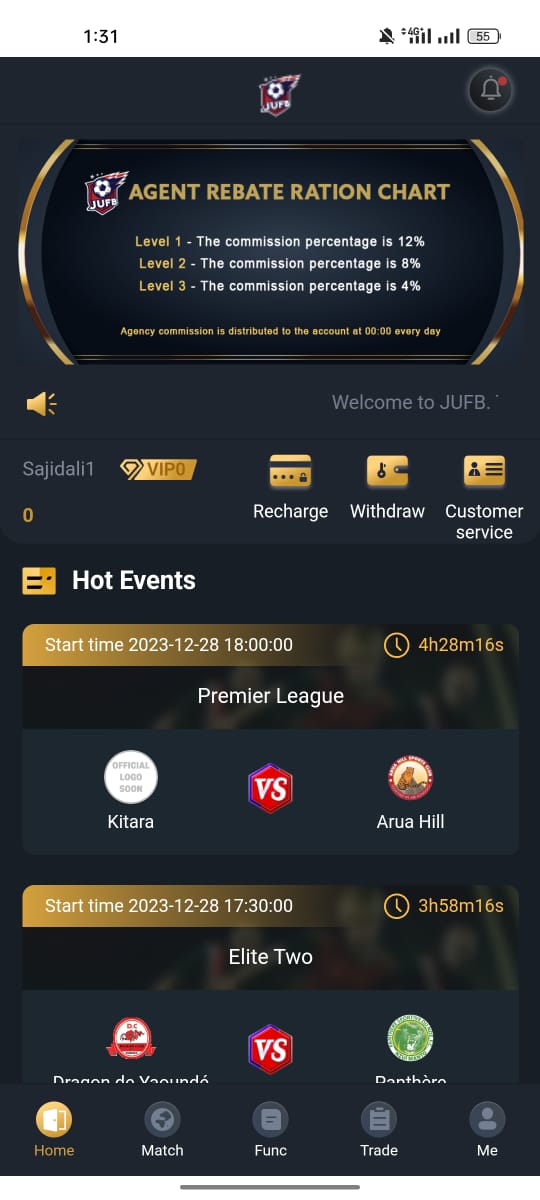 1:31
4G+
55
JUFB
JUFB
AGENT REBATE RATION CHART
Level 1 - The commission percentage is 12%
Level 2 - The commission percentage is 8%
Level 3 - The commission percentage is 4%
Agency commission is distributed to the account at 00:00 every day
Welcome to JUFB.
Sajidali1
VIP0
0
Recharge
Withdraw
Customer
service
Hot Events
Start time 2023-12-28 18:00:00
4h28m16s
Premier League
OFFICIAL
LOGO
SOON
VS
Kitara
Arua Hill
Start time 2023-12-28 17:30:00
3h58m16s
Elite Two
VS
Dragon de Yaoundé
Panthère
Home
Match
Func
Trade
Me